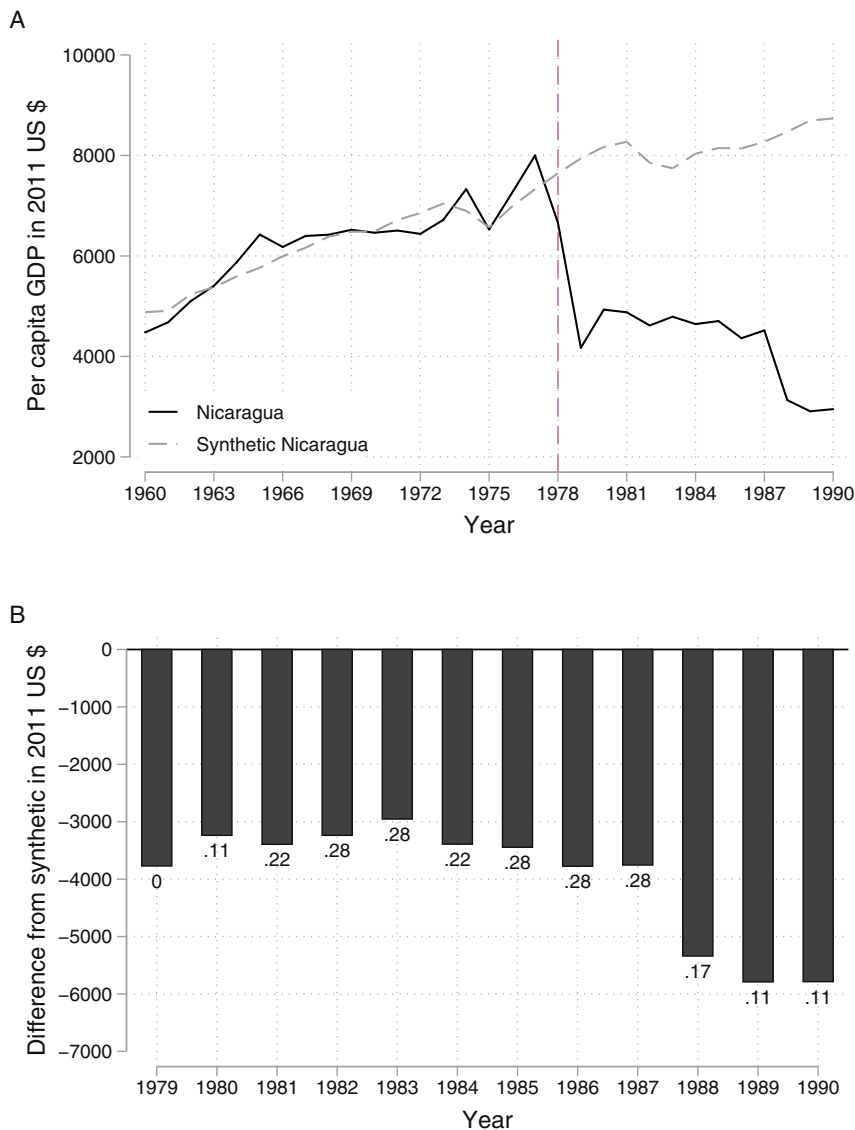 A
Per capita GDP in 2011 US $
10000
8000
6000
4000
2000
Nicaragua
Synthetic Nicaragua
1960 1963 1966 1969 1972 1975 1978 1981 1984 1987 1990
Year
B
Difference from synthetic in 2011 US $
0
−1000
−2000
−3000
−4000
−5000
−6000
−7000
0 .11 .22 .28 .28 .22 .28 .28 .28 .17 .11 .11
1979 1980 1981 1982 1983 1984 1985 1986 1987 1988 1989 1990
Year